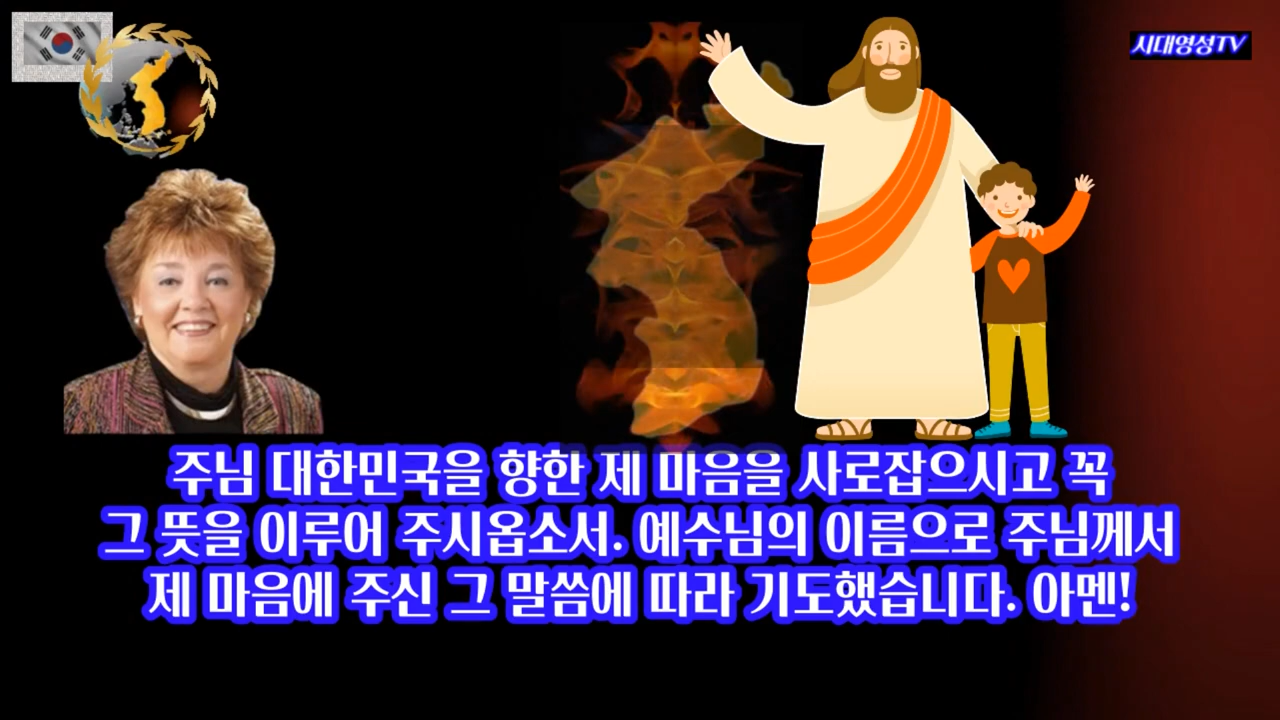 시대영성TV
주님 대한민국을 향한 제 마음을 사로잡으시고 꼭
그 뜻을 이루어 주시옵소서. 예수님의 이름으로 주님께서
제 마음에 주신 그 말씀에 따라 기도했습니다. 아멘!